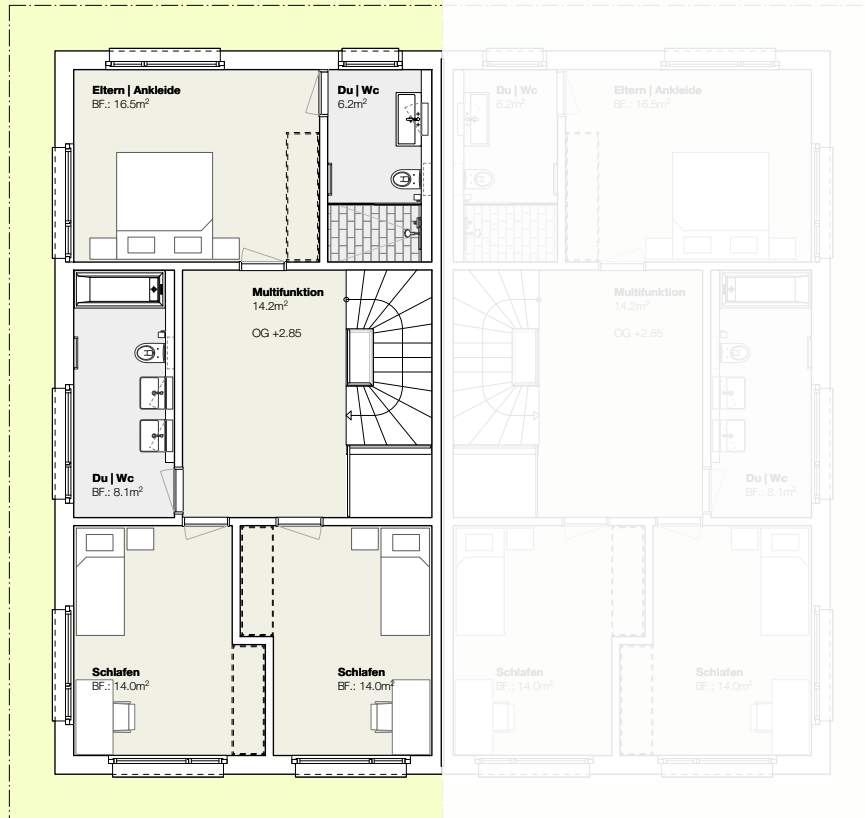 Eltern | Ankleide
BF.: 16.5m²
Du | Wc
6.2m²
Du | Wc
6.2m²
Eltern | Ankleide
BF.: 16.5m²
Multifunktion
14.2m²
OG +2.85
Multifunktion
14.2m²
OG +2.85
Du | Wc
BF.: 8.1m²
Du | Wc
BF.: 8.1m²
Schlafen
BF.: 14.0m²
Schlafen
BF.: 14.0m²
Schlafen
BF.: 14.0m²
Schlafen
BF.: 14.0m²